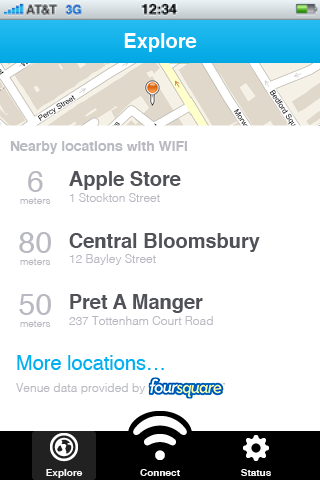 AT&T 3G 12:34
Explore
Percy Street
Bedford Squ
Nearby locations with WIFI
6 meters
Apple Store
1 Stockton Street
80 meters
Central Bloomsbury
12 Bayley Street
50 meters
Pret A Manger
237 Tottenham Court Road
More locations...
Venue data provided by foursquare
Explore
Connect
Status